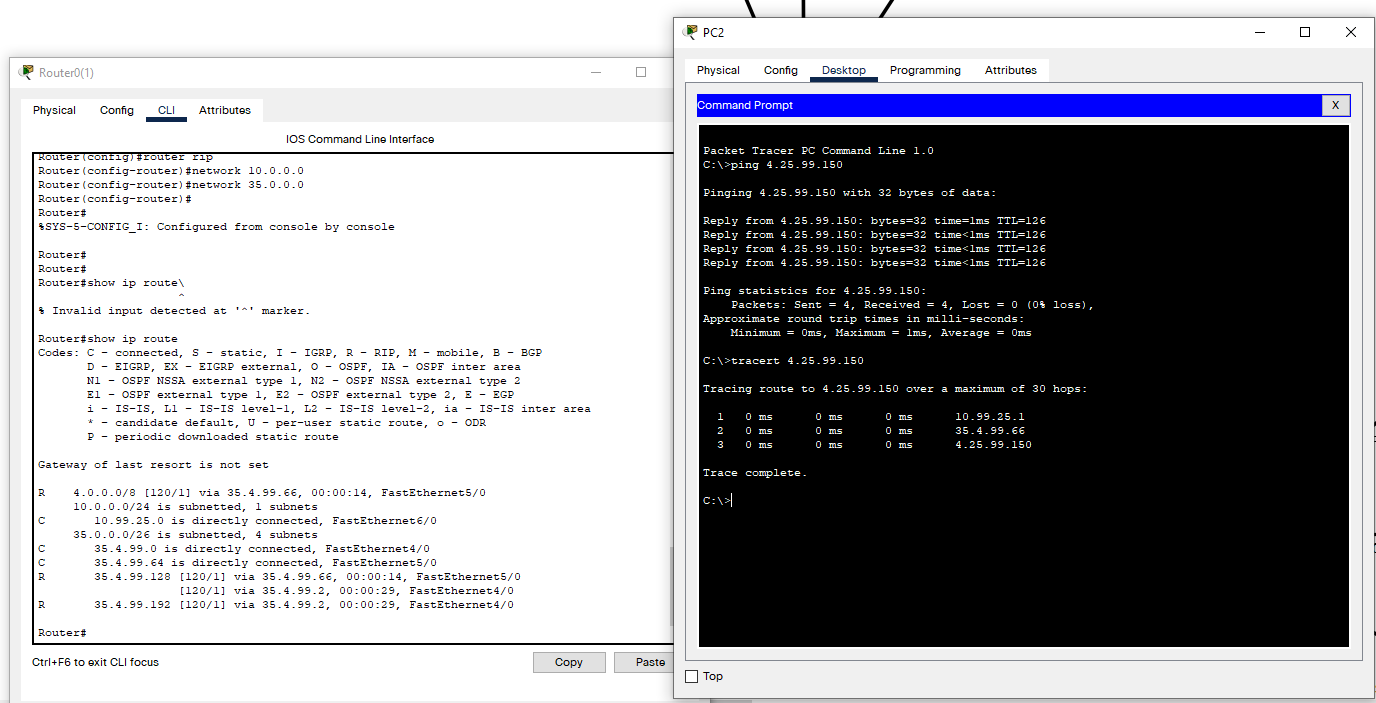 Router0(1)
Physical Config CLI Attributes
IOS Command Line Interface
Router(config)#router rip
Router(config-router)#network 10.0.0.0
Router(config-router)#network 35.0.0.0
Router(config-router)#
Router#
%SYS-5-CONFIG_I: Configured from console by console
Router#
Router#
Router#show ip route\
^
% Invalid input detected at '^' marker.
Router#show ip route
Codes: C - connected, S - static, I - IGRP, R - RIP, M - mobile, B - BGP
D - EIGRP, EX - EIGRP external, O - OSPF, IA - OSPF inter area
N1 - OSPF NSSA external type 1, N2 - OSPF NSSA external type 2
E1 - OSPF external type 1, E2 - OSPF external type 2, E - EGP
i - IS-IS, L1 - IS-IS level-1, L2 - IS-IS level-2, ia - IS-IS inter area
* - candidate default, U - per-user static route, o - ODR
P - periodic downloaded static route
Gateway of last resort is not set
R 4.0.0.0/8 [120/1] via 35.4.99.66, 00:00:14, FastEthernet5/0
10.0.0.0/24 is subnetted, 1 subnets
C 10.99.25.0 is directly connected, FastEthernet6/0
35.0.0.0/26 is subnetted, 4 subnets
C 35.4.99.0 is directly connected, FastEthernet4/0
C 35.4.99.64 is directly connected, FastEthernet5/0
R 35.4.99.128 [120/1] via 35.4.99.66, 00:00:14, FastEthernet5/0
[120/1] via 35.4.99.2, 00:00:29, FastEthernet4/0
R 35.4.99.192 [120/1] via 35.4.99.2, 00:00:29, FastEthernet4/0
Router#
Ctrl+F6 to exit CLI focus
Copy Paste
PC2
Physical Config Desktop Programming Attributes
Command Prompt X
Packet Tracer PC Command Line 1.0
C:\>ping 4.25.99.150
Pinging 4.25.99.150 with 32 bytes of data:
Reply from 4.25.99.150: bytes=32 time=1ms TTL=126
Reply from 4.25.99.150: bytes=32 time<1ms TTL=126
Reply from 4.25.99.150: bytes=32 time<1ms TTL=126
Reply from 4.25.99.150: bytes=32 time<1ms TTL=126
Ping statistics for 4.25.99.150:
Packets: Sent = 4, Received = 4, Lost = 0 (0% loss),
Approximate round trip times in milli-seconds:
Minimum = 0ms, Maximum = 1ms, Average = 0ms
C:\>tracert 4.25.99.150
Tracing route to 4.25.99.150 over a maximum of 30 hops:
1 0 ms 0 ms 0 ms 10.99.25.1
2 0 ms 0 ms 0 ms 35.4.99.66
3 0 ms 0 ms 0 ms 4.25.99.150
Trace complete.
C:\>
Top